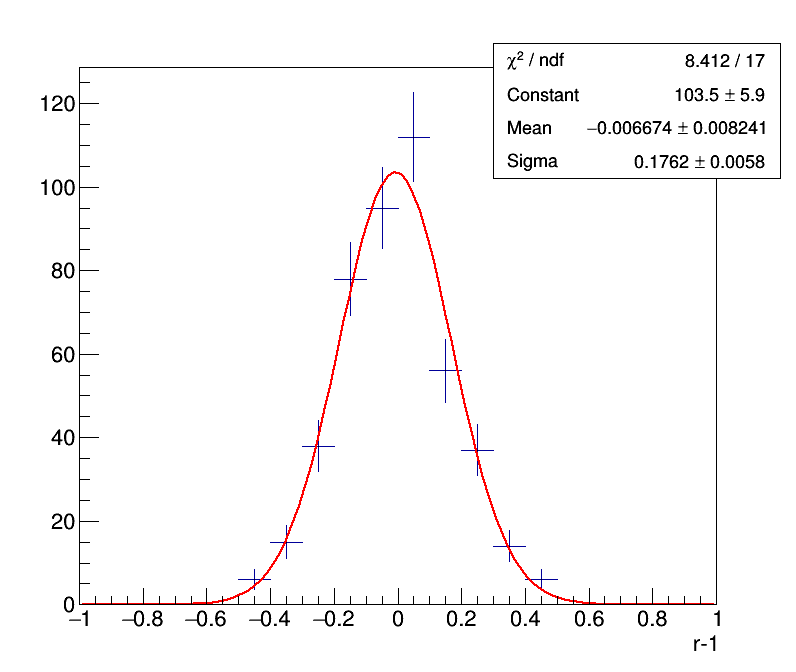 χ² / ndf 8.412 / 17
Constant 103.5 ± 5.9
Mean −0.006674 ± 0.008241
Sigma 0.1762 ± 0.0058
120
100
80
60
40
20
0
−1 −0.8 −0.6 −0.4 −0.2 0 0.2 0.4 0.6 0.8 1
r-1